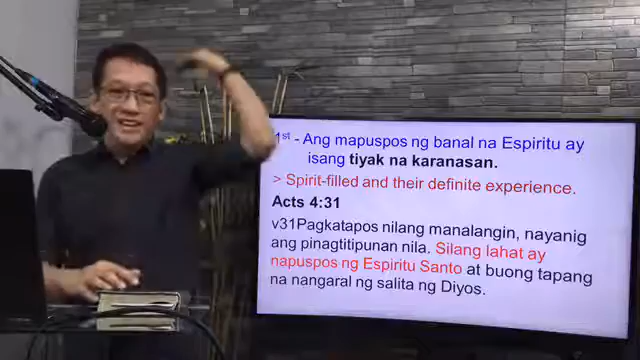 1st - Ang mapuspos ng banal na Espiritu ay
isang tiyak na karanasan.
> Spirit-filled and their definite experience.
Acts 4:31
v31Pagkatapos nilang manalangin, nayanig
ang pinagtitipunan nila. Silang lahat ay
napuspos ng Espiritu Santo at buong tapang
na nangaral ng salita ng Diyos.